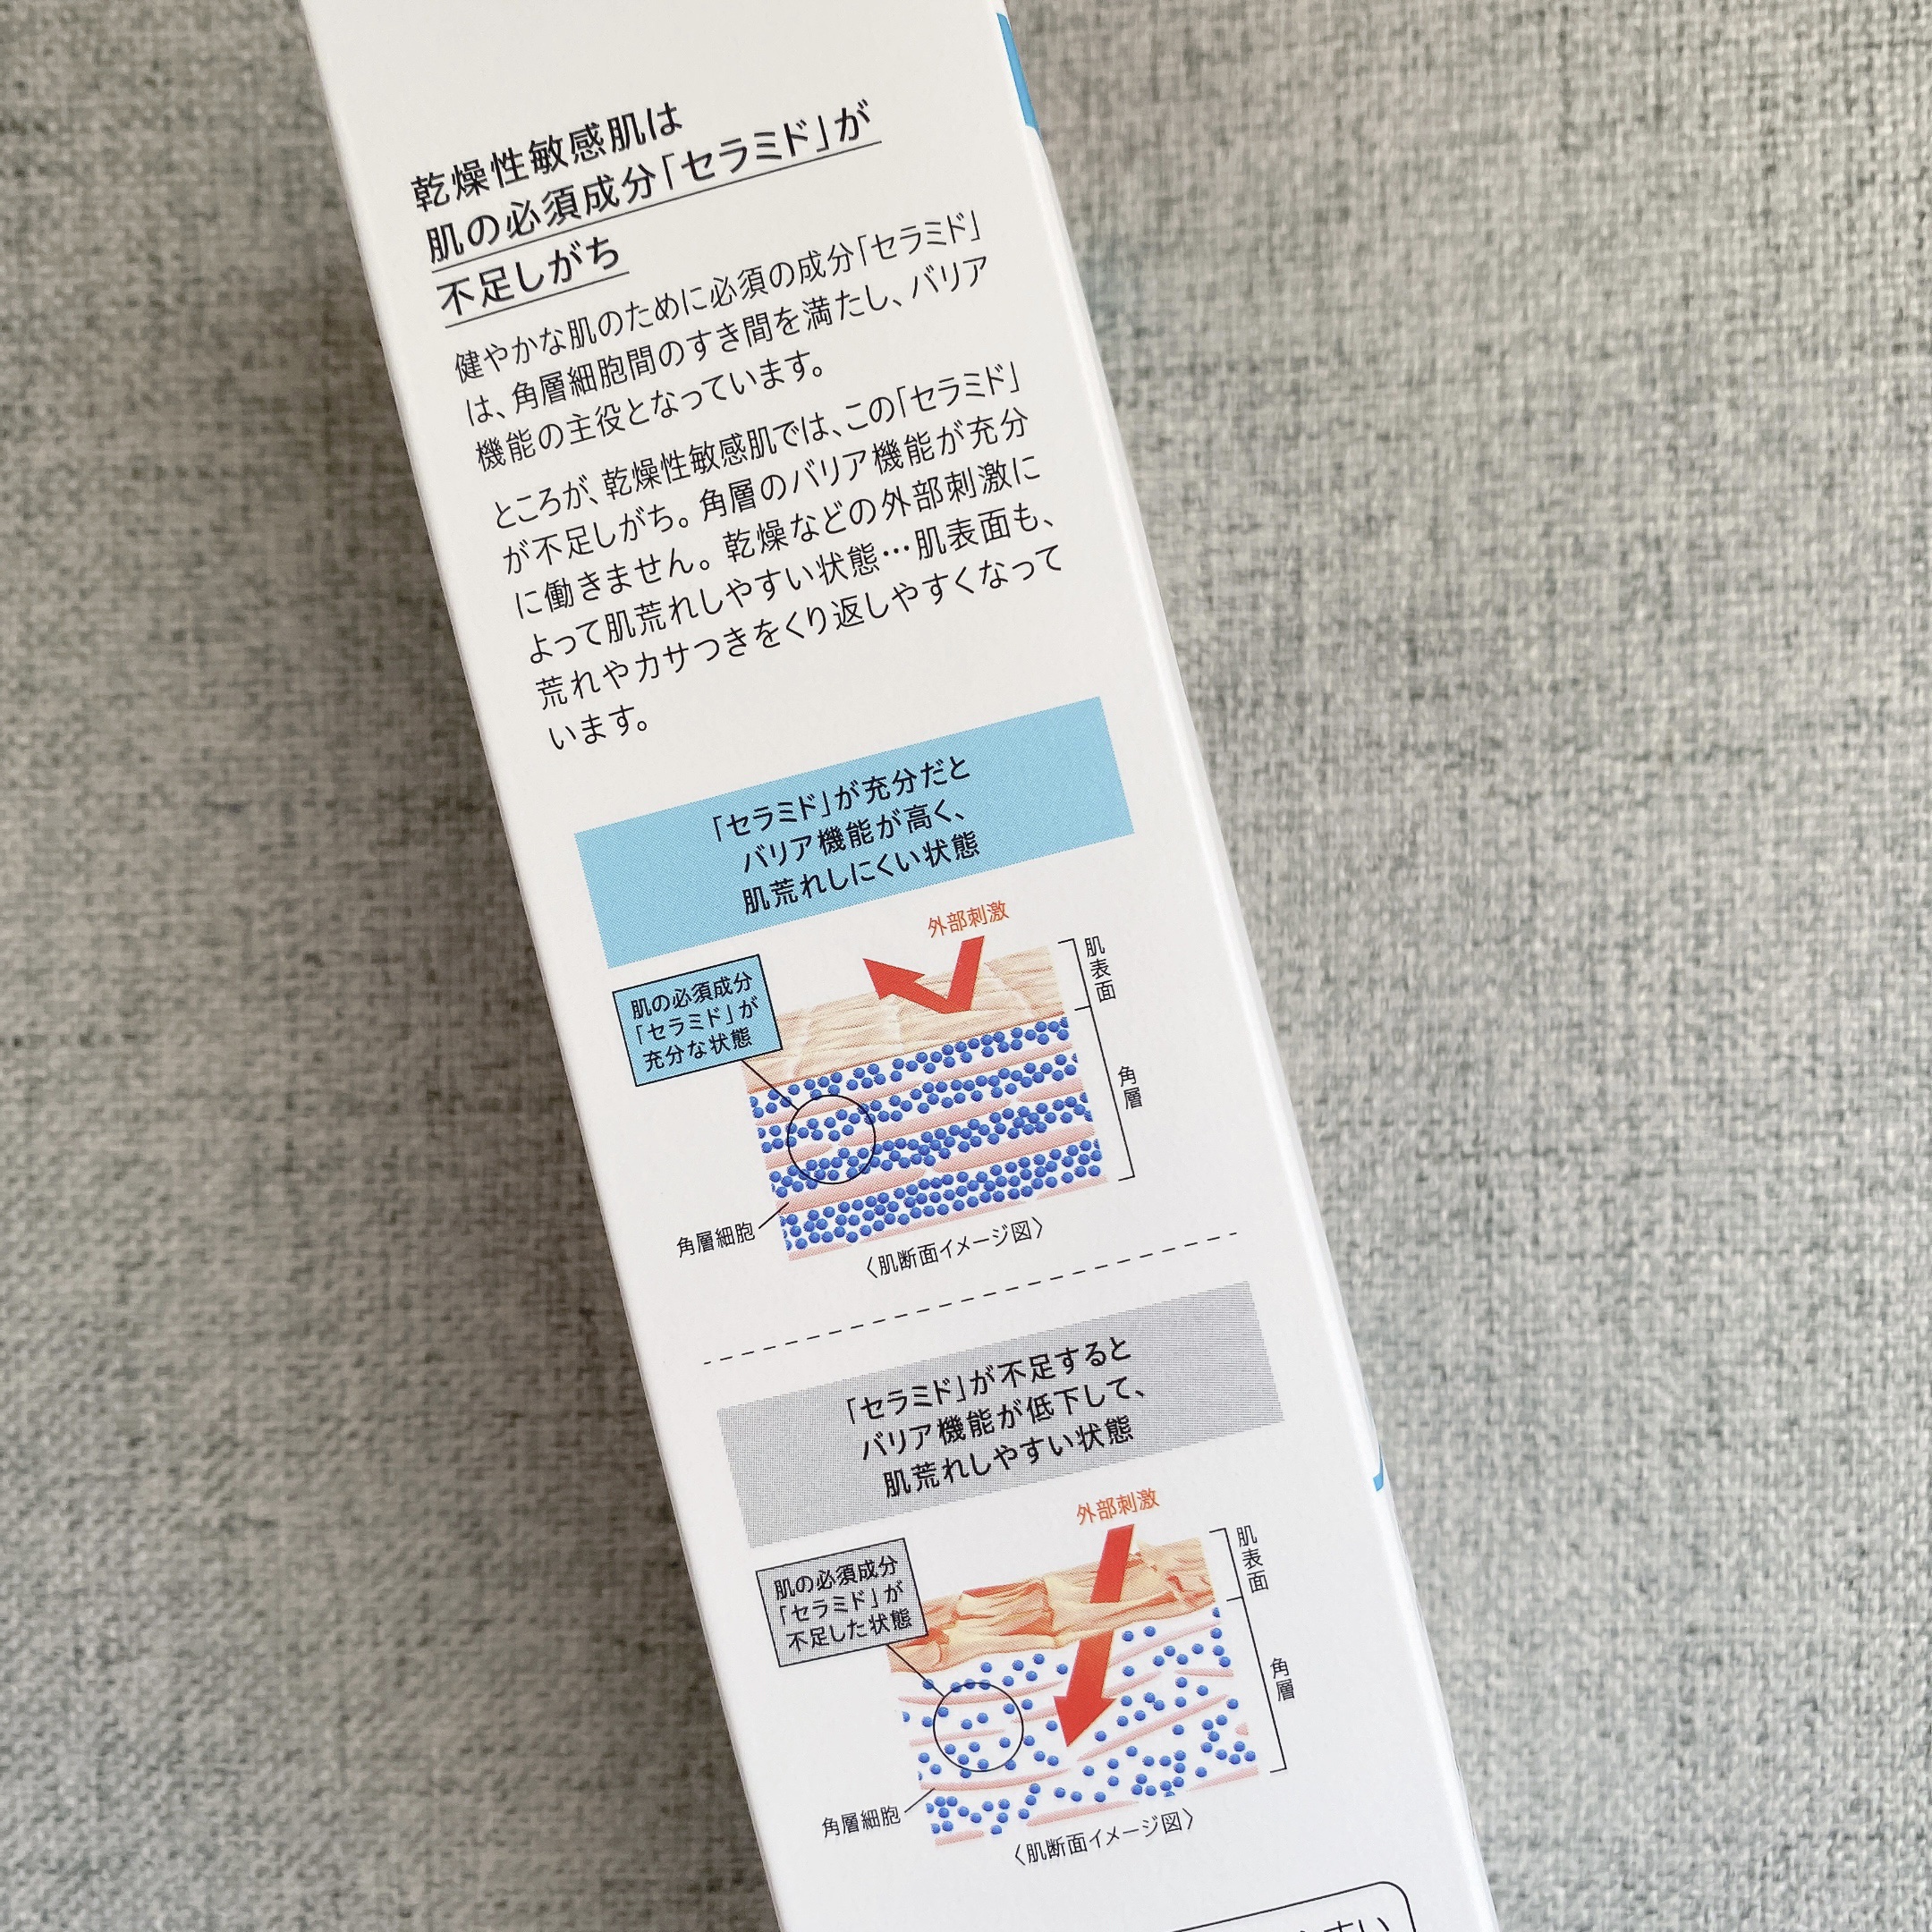 乾燥性敏感肌は
肌の必須成分「セラミド」が
不足しがち
健やかな肌のために必須の成分「セラミド」
は、角層細胞間のすき間を満たし、バリア
機能の主役となっています。
ところが、乾燥性敏感肌では、この「セラミド」
が不足しがち。角層のバリア機能が充分
に働きません。乾燥などの外部刺激に
よって肌荒れしやすい状態…肌表面も、
荒れやカサつきをくり返しやすくなって
います。
「セラミド」が充分だと
バリア機能が高く、
肌荒れしにくい状態
外部刺激
肌の必須成分
「セラミド」が
充分な状態
肌表面
角層
角層細胞
〈肌断面イメージ図〉
「セラミド」が不足すると
バリア機能が低下して、
肌荒れしやすい状態
外部刺激
肌の必須成分
「セラミド」が
不足した状態
肌表面
角層
角層細胞
〈肌断面イメージ図〉